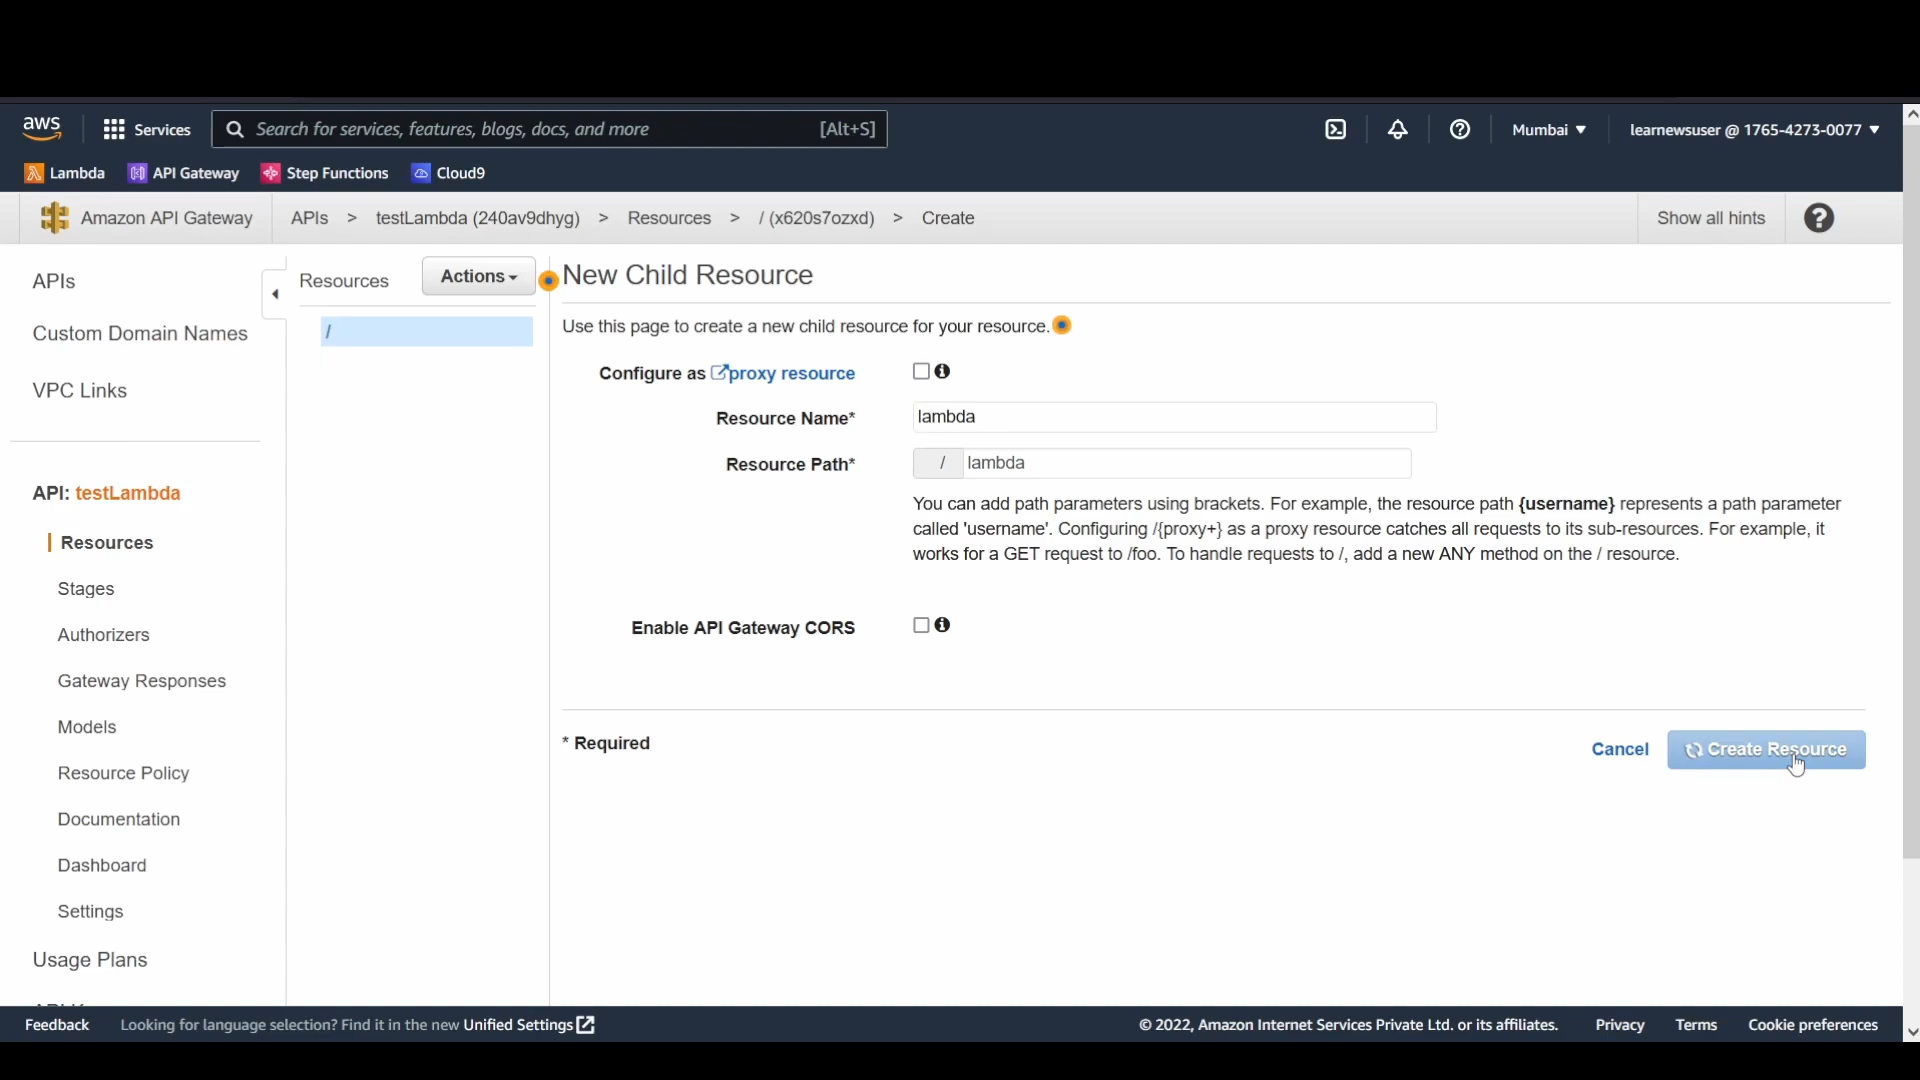 aws Services Search for services, features, blogs, docs, and more [Alt+S] Mumbai ▼ learnewsuser @ 1765-4273-0077 ▼
Lambda API Gateway Step Functions Cloud9
Amazon API Gateway APIs > testLambda (240av9dhyg) > Resources > / (x620s7ozxd) > Create Show all hints
APIs
Custom Domain Names
VPC Links
API: testLambda
Resources
Stages
Authorizers
Gateway Responses
Models
Resource Policy
Documentation
Dashboard
Settings
Usage Plans
Resources Actions
/
New Child Resource
Use this page to create a new child resource for your resource.
Configure as proxy resource
Resource Name* lambda
Resource Path* / lambda
You can add path parameters using brackets. For example, the resource path {username} represents a path parameter
called 'username'. Configuring /{proxy+} as a proxy resource catches all requests to its sub-resources. For example, it
works for a GET request to /foo. To handle requests to /, add a new ANY method on the / resource.
Enable API Gateway CORS
* Required
Cancel Create Resource
Feedback Looking for language selection? Find it in the new Unified Settings © 2022, Amazon Internet Services Private Ltd. or its affiliates. Privacy Terms Cookie preferences